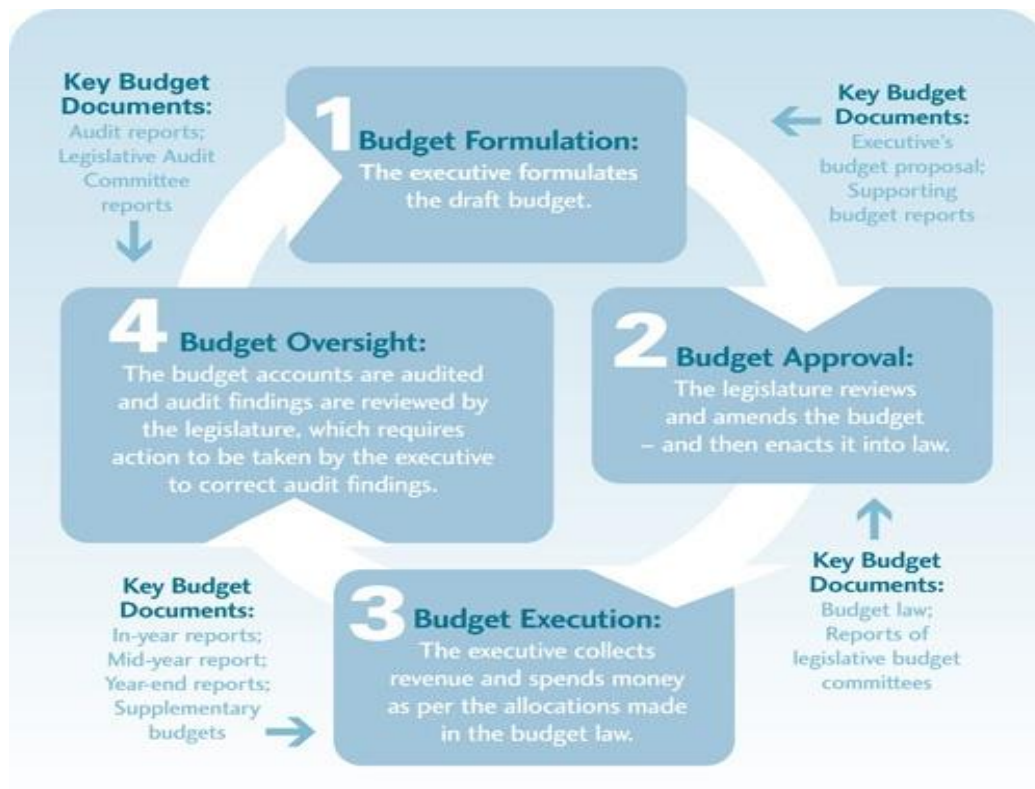 1
Budget Formulation:
The executive formulates
the draft budget.
Key Budget
Documents:
Executive's
budget proposal;
Supporting
budget reports
2
Budget Approval:
The legislature reviews
and amends the budget
– and then enacts it into law.
Key Budget
Documents:
Budget law;
Reports of
legislative budget
committees
3
Budget Execution:
The executive collects
revenue and spends money
as per the allocations made
in the budget law.
Key Budget
Documents:
In-year reports;
Mid-year report;
Year-end reports;
Supplementary
budgets
4
Budget Oversight:
The budget accounts are audited
and audit findings are reviewed by
the legislature, which requires
action to be taken by the executive
to correct audit findings.
Key Budget
Documents:
Audit reports;
Legislative Audit
Committee
reports